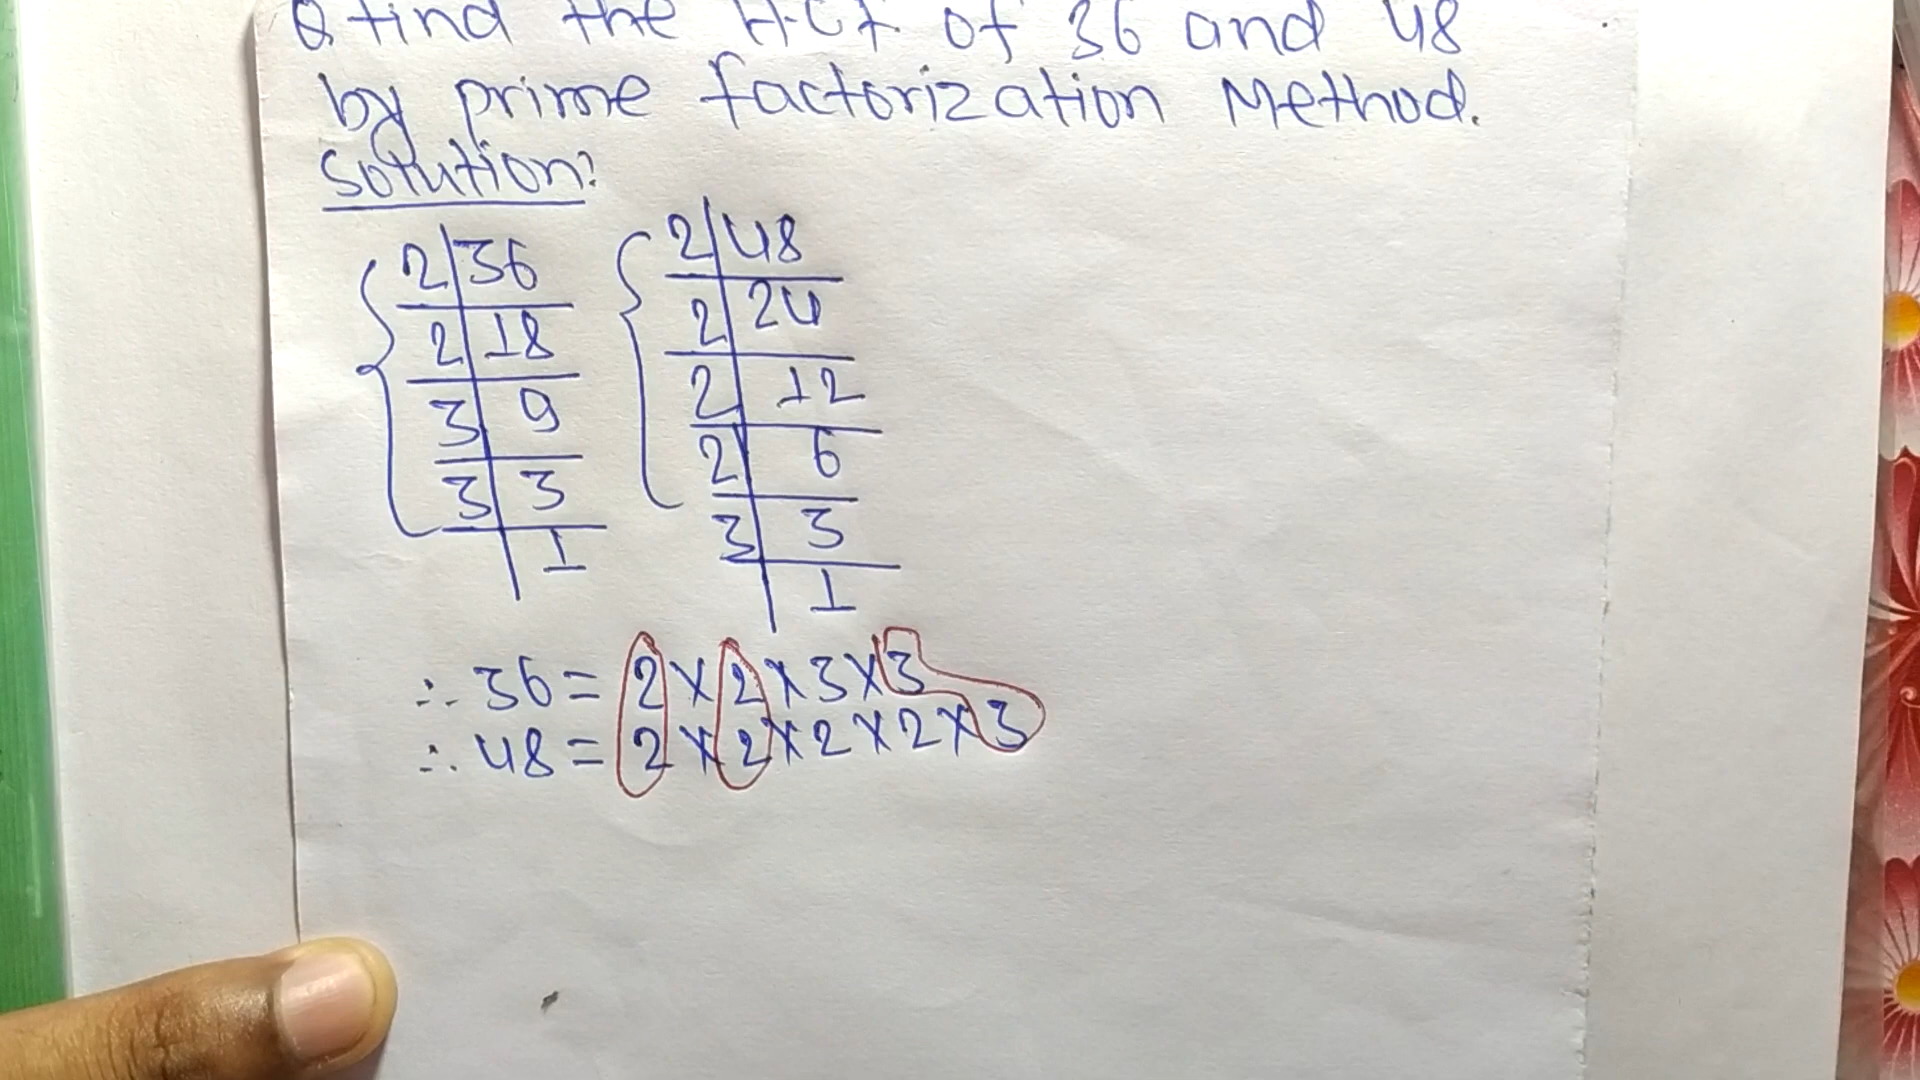 Q Find the H.C.F. of 36 and 48
by prime factorization Method.
Solution:
2 | 36
2 | 18
3 | 9
3 | 3
1
2 | 48
2 | 24
2 | 12
2 | 6
3 | 3
1
∴ 36 = 2 × 2 × 3 × 3
∴ 48 = 2 × 2 × 2 × 2 × 3